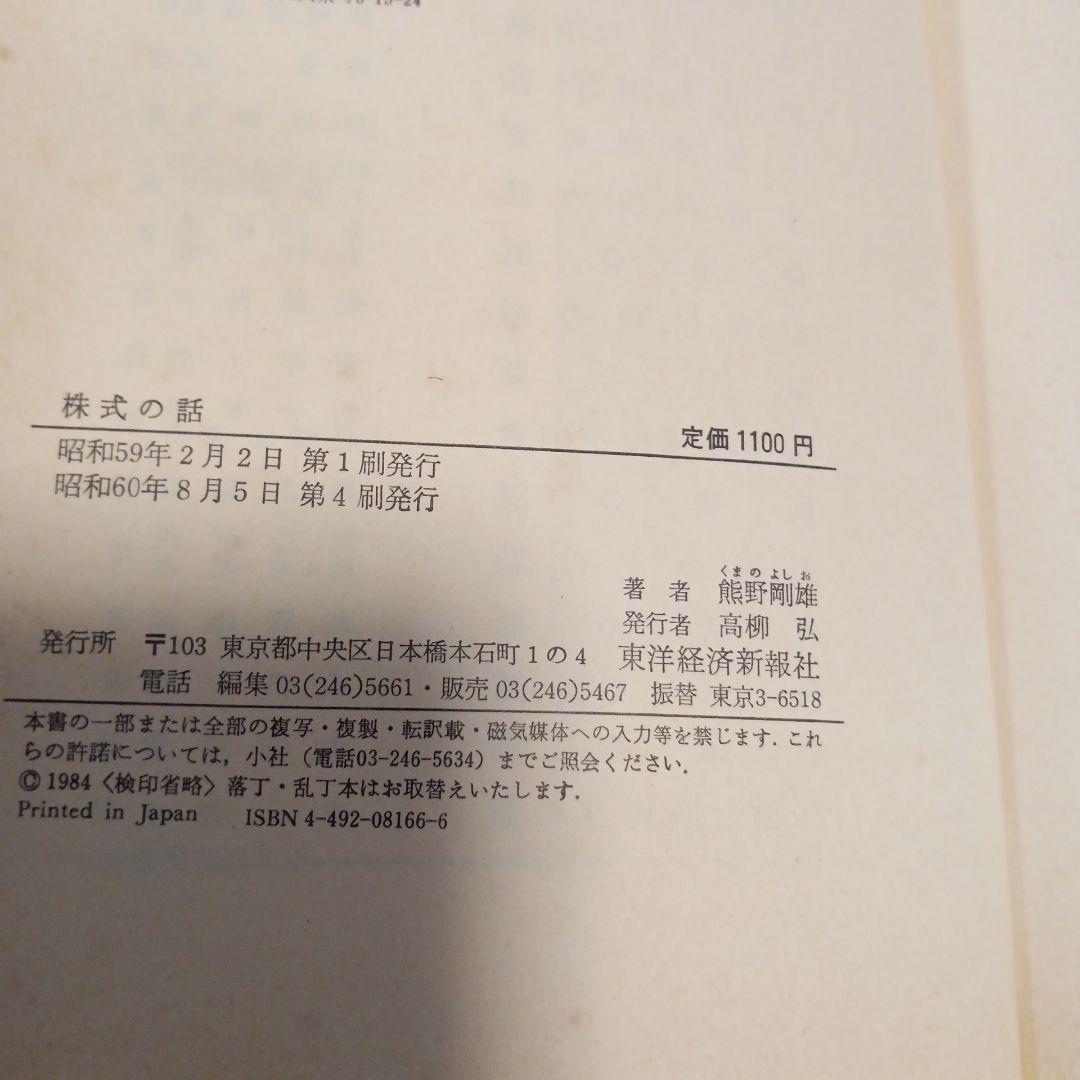 株式の話
定価1100円
昭和59年2月2日 第1刷発行
昭和60年8月5日 第4刷発行
くまのよしお
著者 熊野剛雄
発行者 高柳 弘
発行所 〒103 東京都中央区日本橋本石町1の4 東洋経済新報社
電話 編集03(246)5661・販売03(246)5467 振替 東京3-6518
本書の一部または全部の複写・複製・転訳載・磁気媒体への入力等を禁じます. これ
らの許諾については, 小社(電話03-246-5634)までご照会ください.
© 1984〈検印省略〉落丁・乱丁本はお取替えいたします.
Printed in Japan ISBN 4-492-08166-6